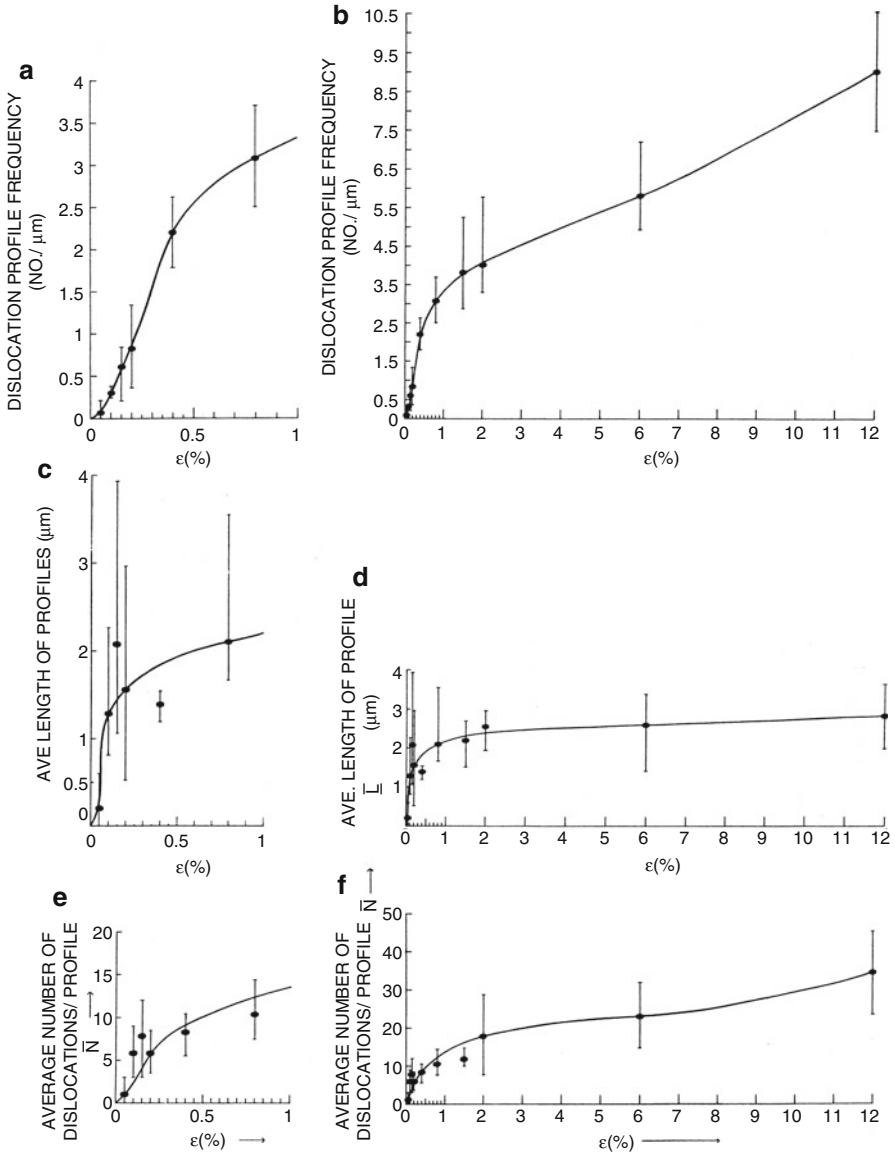 a
DISLOCATION PROFILE FREQUENCY
(NO./ μm)
4
3.5
3
2.5
2
1.5
1
0.5
0
0 0.5 1
ε(%)
b
DISLOCATION PROFILE FREQUENCY
(NO./ μm)
10.5
9.5
8.5
7.5
6.5
5.5
4.5
3.5
2.5
1.5
0.5
0
0 1 2 3 4 5 6 7 8 9 10 11 12
ε(%)
c
AVE LENGTH OF PROFILES (μm)
4
3
2
1
0.5
0
0 0.5 1
ε(%)
d
AVE. LENGTH OF PROFILE
L̅ (μm)
4
3
2
1
0 1 2 3 4 5 6 7 8 9 10 11 12
ε(%)
e
AVERAGE NUMBER OF
DISLOCATIONS/ PROFILE
N̅ →
20
15
10
5
0
0 0.5 1
ε(%) →
f
AVERAGE NUMBER OF
DISLOCATIONS/ PROFILE N̅ →
50
40
30
20
10
0
0 1 2 3 4 5 6 7 8 9 10 11 12
ε(%) →